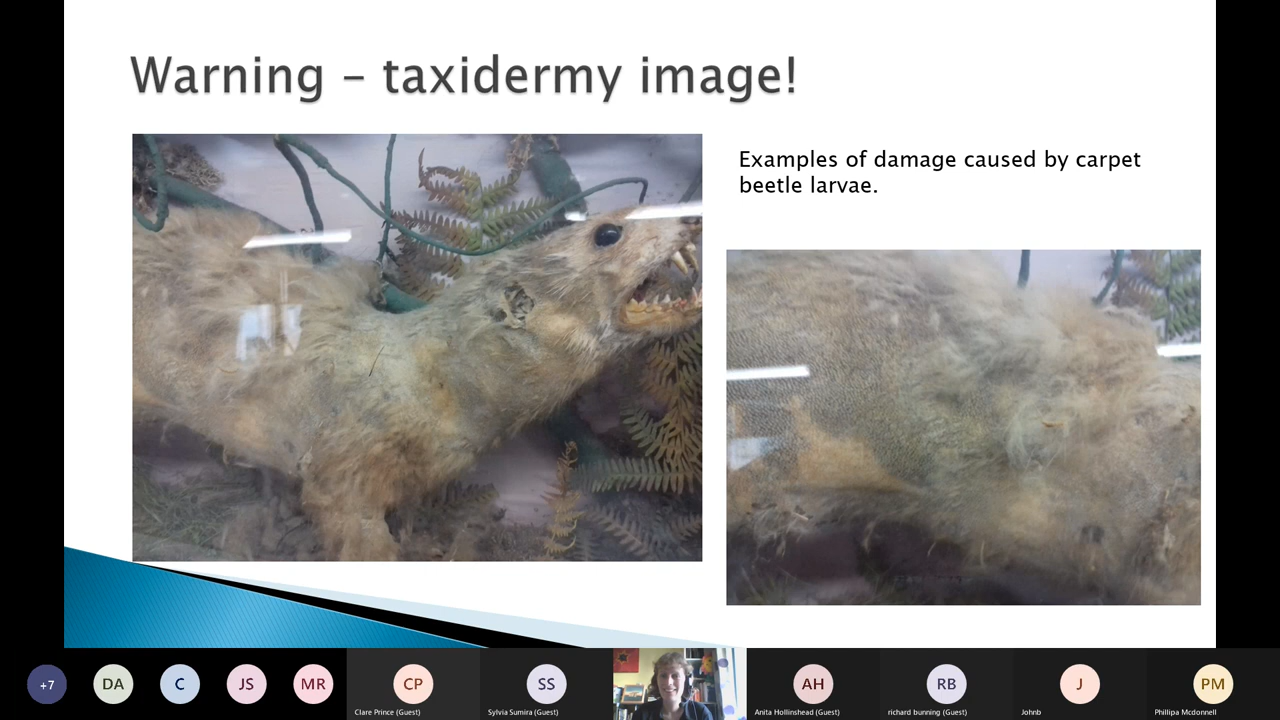 Warning – taxidermy image!
Examples of damage caused by carpet
beetle larvae.
+7
DA
C
JS
MR
CP
Clare Prince (Guest)
SS
Sylvia Sumira (Guest)
AH
Anita Hollinshead (Guest)
RB
richard bunning (Guest)
J
Johnb
PM
Phillipa Mcdonnell